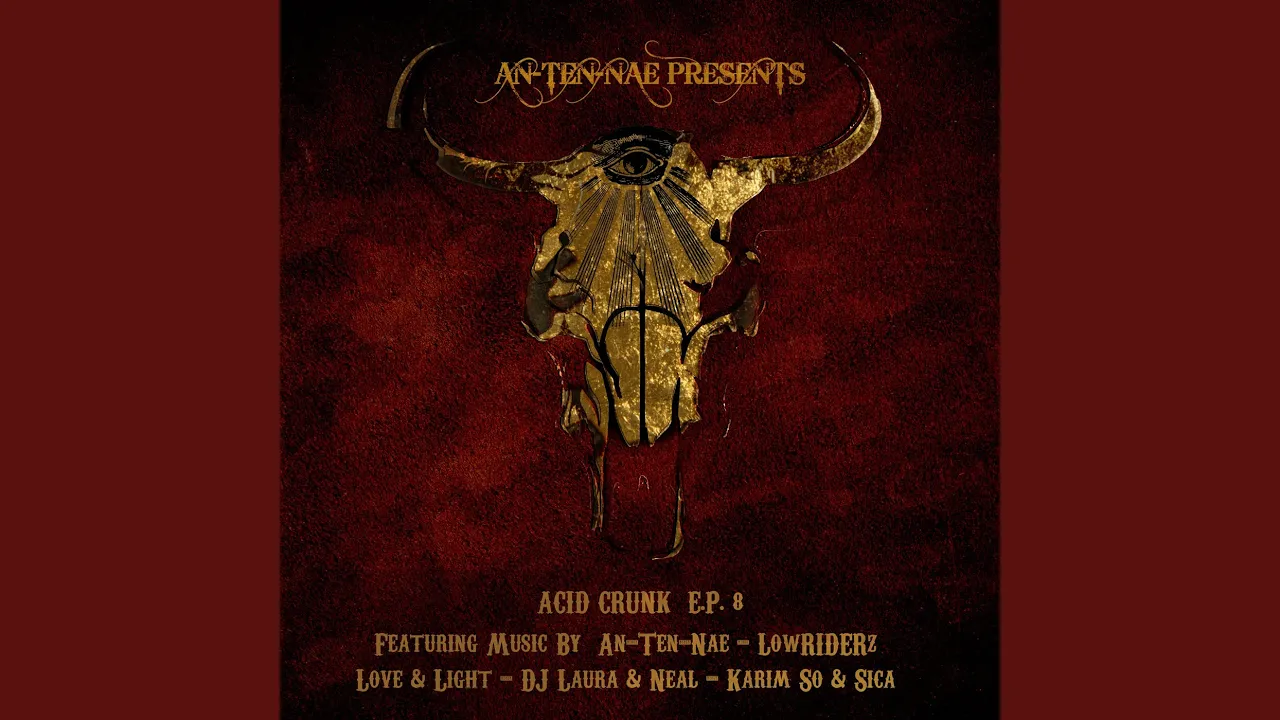 An-Ten-nae Presents
Acid Crunk E.P. 8
Featuring Music By An-Ten-Nae - LowRIDERz
Love & Light - DJ Laura & Neal - Karim So & Sica